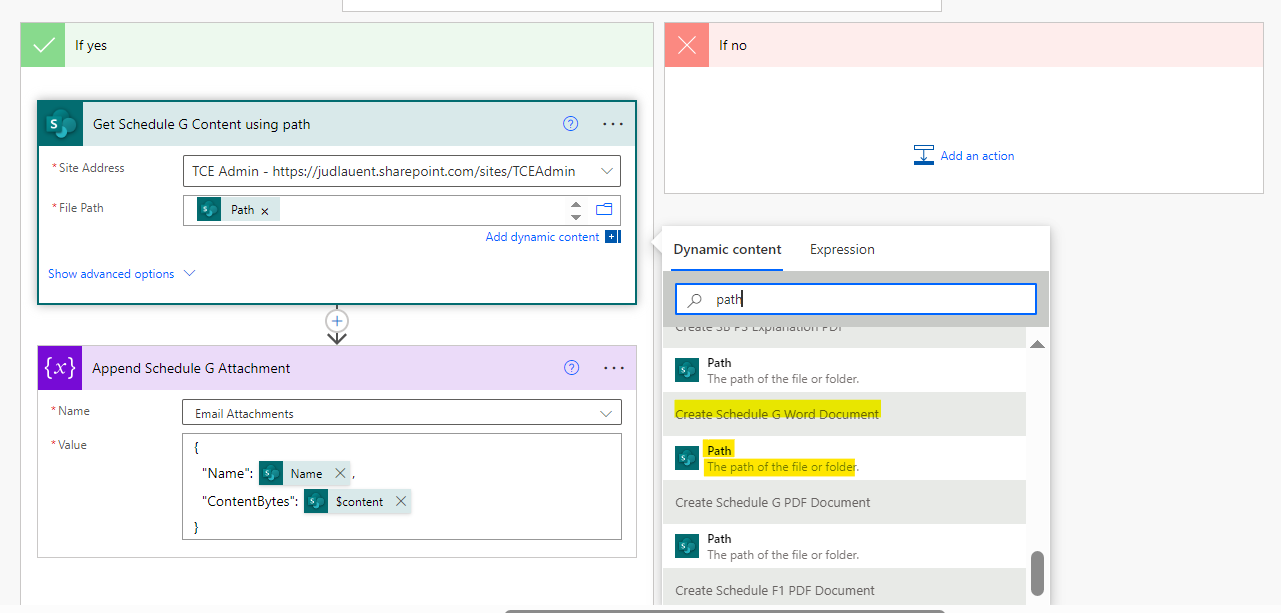 If yes
If no
Get Schedule G Content using path
?
*Site Address
TCE Admin - https://judlauent.sharepoint.com/sites/TCEAdmin
*File Path
S Path ×
Add dynamic content
Show advanced options
Add an action
Dynamic content
Expression
path
Create SB PS Explanation PDF
Path
The path of the file or folder.
Create Schedule G Word Document
Path
The path of the file or folder.
Create Schedule G PDF Document
Path
The path of the file or folder.
Create Schedule F1 PDF Document
{x} Append Schedule G Attachment
?
*Name
Email Attachments
*Value
{
"Name": Name ,
"ContentBytes": $content
}